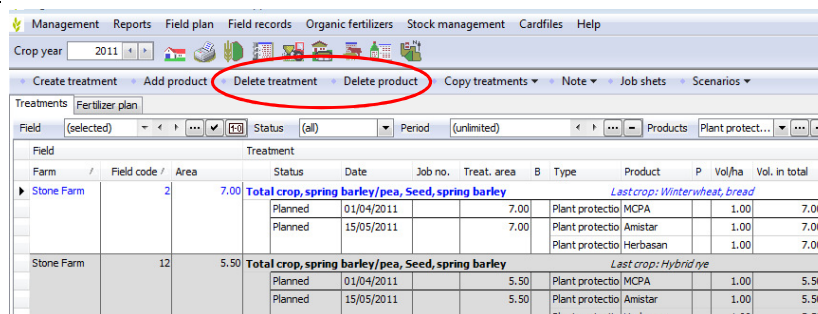 Management Reports Field plan Field records Organic fertilizers Stock management Cardfiles Help
Crop year 2011
Create treatment Add product Delete treatment Delete product Copy treatments Note Job shets Scenarios
Treatments Fertilizer plan
Field (selected) 1-0 Status (all) Period (unlimited) Products Plant protect...
Field Treatment
Farm / Field code / Area Status Date Job no. Treat. area B Type Product P Vol/ha Vol. in total
Stone Farm 2 7.00 Total crop, spring barley/pea, Seed, spring barley Last crop: Winterwheat, bread
Planned 01/04/2011 7.00 Plant protectio MCPA 1.00 7.00
Planned 15/05/2011 7.00 Plant protectio Amistar 1.00 7.00
Plant protectio Herbasan 1.00 7.00
Stone Farm 12 5.50 Total crop, spring barley/pea, Seed, spring barley Last crop: Hybrid rye
Planned 01/04/2011 5.50 Plant protectio MCPA 1.00 5.50
Planned 15/05/2011 5.50 Plant protectio Amistar 1.00 5.50